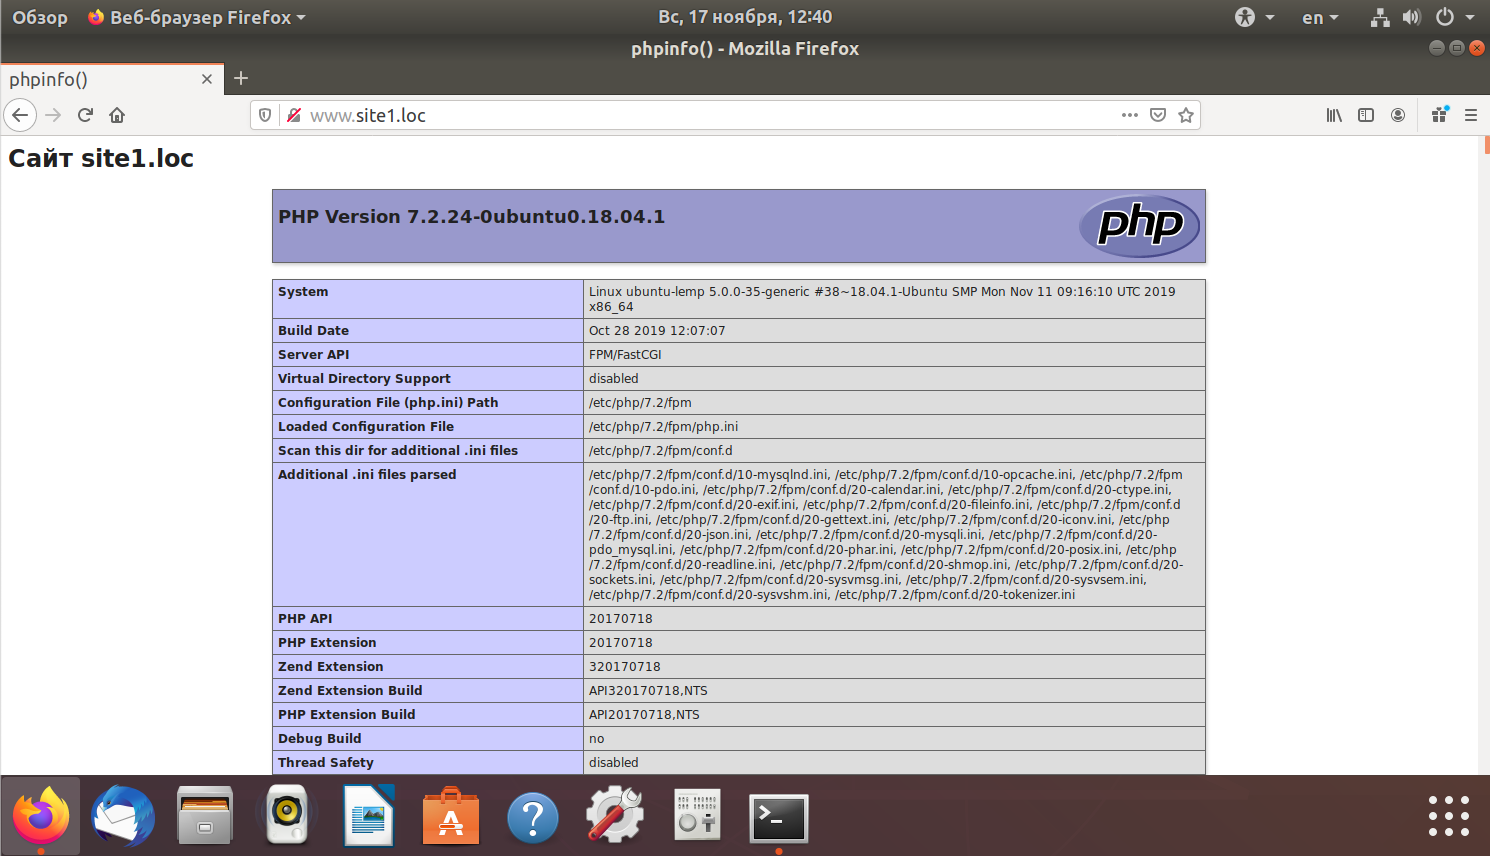 Обзор
Веб-браузер Firefox
Вс, 17 ноября, 12:40
en
phpinfo() - Mozilla Firefox
phpinfo()
www.site1.loc
Сайт site1.loc
PHP Version 7.2.24-0ubuntu0.18.04.1
php
System
Linux ubuntu-lemp 5.0.0-35-generic #38~18.04.1-Ubuntu SMP Mon Nov 11 09:16:10 UTC 2019
x86_64
Build Date
Oct 28 2019 12:07:07
Server API
FPM/FastCGI
Virtual Directory Support
disabled
Configuration File (php.ini) Path
/etc/php/7.2/fpm
Loaded Configuration File
/etc/php/7.2/fpm/php.ini
Scan this dir for additional .ini files
/etc/php/7.2/fpm/conf.d
Additional .ini files parsed
/etc/php/7.2/fpm/conf.d/10-mysqlnd.ini, /etc/php/7.2/fpm/conf.d/10-opcache.ini, /etc/php/7.2/fpm
/conf.d/10-pdo.ini, /etc/php/7.2/fpm/conf.d/20-calendar.ini, /etc/php/7.2/fpm/conf.d/20-ctype.ini,
/etc/php/7.2/fpm/conf.d/20-exif.ini, /etc/php/7.2/fpm/conf.d/20-fileinfo.ini, /etc/php/7.2/fpm/conf.d
/20-ftp.ini, /etc/php/7.2/fpm/conf.d/20-gettext.ini, /etc/php/7.2/fpm/conf.d/20-iconv.ini, /etc/php
/7.2/fpm/conf.d/20-json.ini, /etc/php/7.2/fpm/conf.d/20-mysqli.ini, /etc/php/7.2/fpm/conf.d/20-
pdo_mysql.ini, /etc/php/7.2/fpm/conf.d/20-phar.ini, /etc/php/7.2/fpm/conf.d/20-posix.ini, /etc/php
/7.2/fpm/conf.d/20-readline.ini, /etc/php/7.2/fpm/conf.d/20-shmop.ini, /etc/php/7.2/fpm/conf.d/20-
sockets.ini, /etc/php/7.2/fpm/conf.d/20-sysvmsg.ini, /etc/php/7.2/fpm/conf.d/20-sysvsem.ini,
/etc/php/7.2/fpm/conf.d/20-sysvshm.ini, /etc/php/7.2/fpm/conf.d/20-tokenizer.ini
PHP API
20170718
PHP Extension
20170718
Zend Extension
320170718
Zend Extension Build
API320170718,NTS
PHP Extension Build
API20170718,NTS
Debug Build
no
Thread Safety
disabled